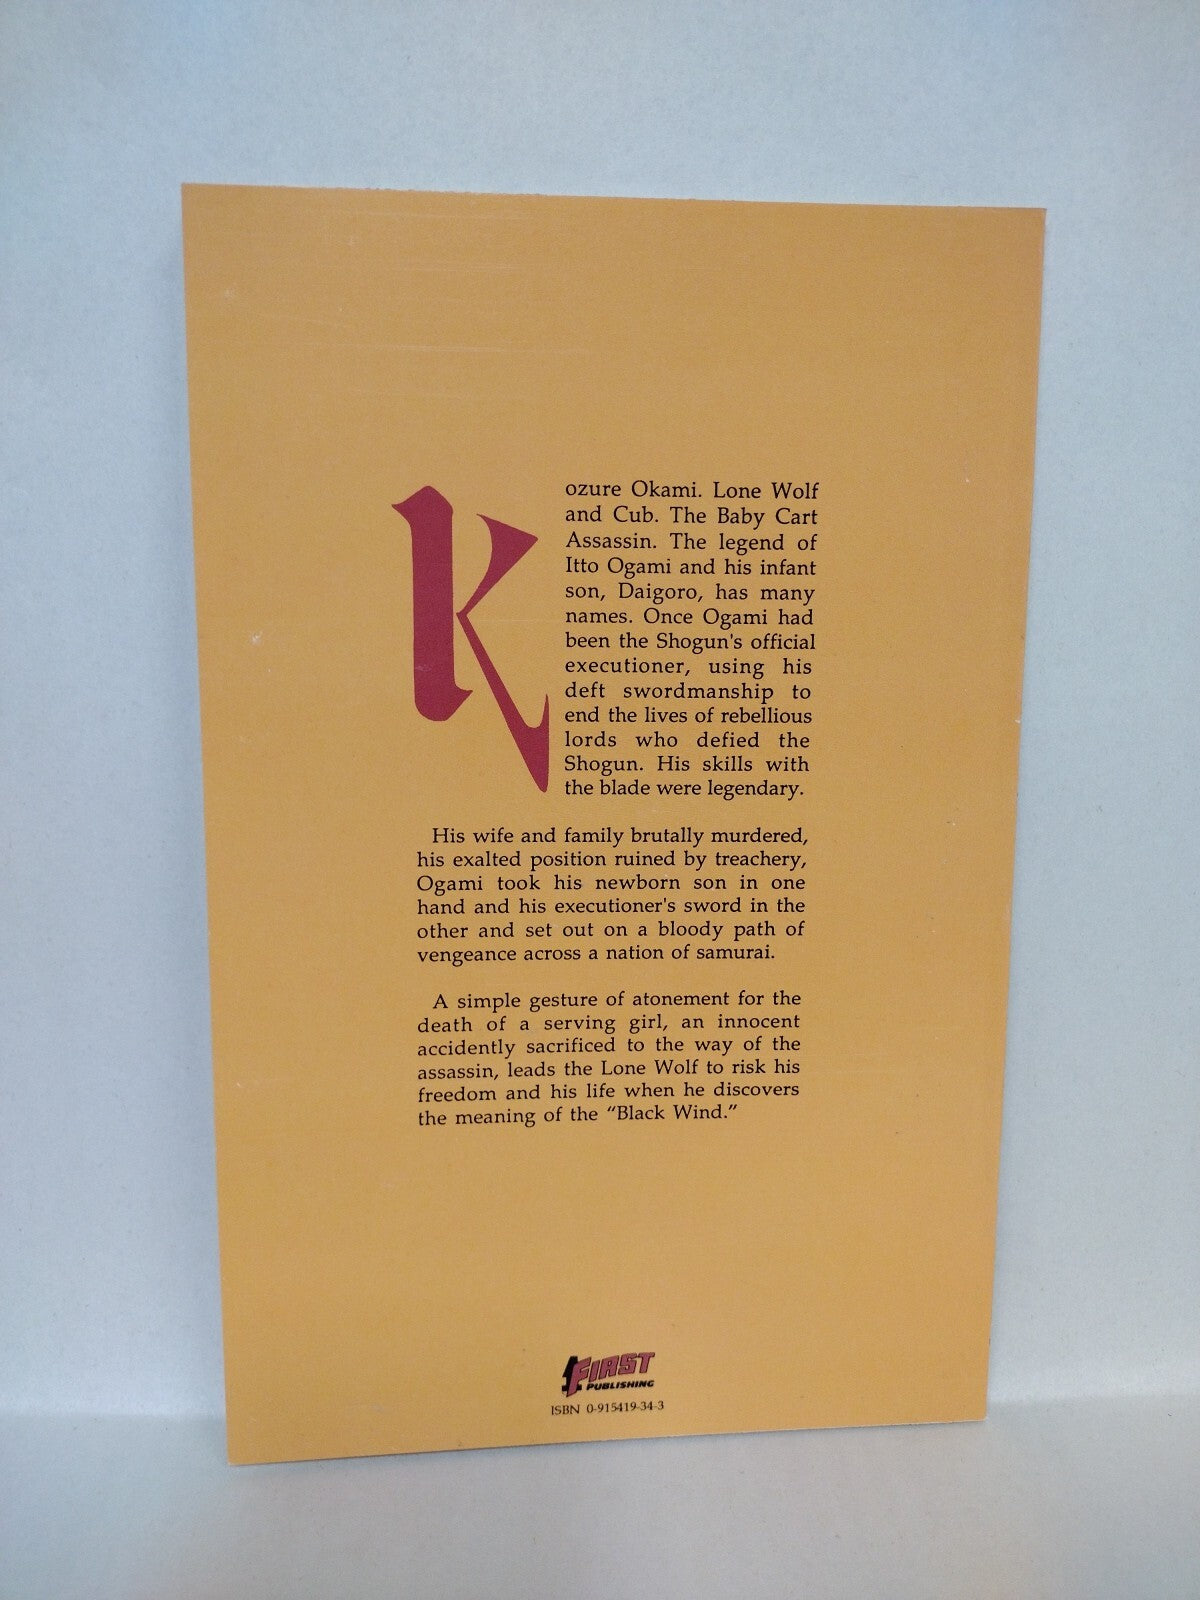 Kozure Okami. Lone Wolf
and Cub. The Baby Cart
Assassin. The legend of
Itto Ogami and his infant
son, Daigoro, has many
names. Once Ogami had
been the Shogun's official
executioner, using his
deft swordmanship to
end the lives of rebellious
lords who defied the
Shogun. His skills with
the blade were legendary.
His wife and family brutally murdered,
his exalted position ruined by treachery,
Ogami took his newborn son in one
hand and his executioner's sword in the
other and set out on a bloody path of
vengeance across a nation of samurai.
A simple gesture of atonement for the
death of a serving girl, an innocent
accidently sacrificed to the way of the
assassin, leads the Lone Wolf to risk his
freedom and his life when he discovers
the meaning of the “Black Wind.”
1 FIRST
PUBLISHING
ISBN 0-915419-34-3